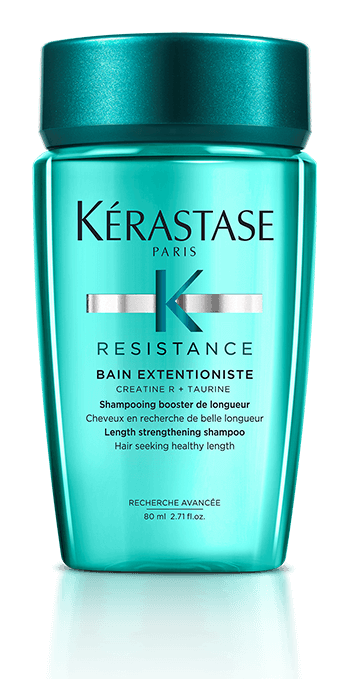 KÉRASTASE
PARIS
K
RESISTANCE
BAIN EXTENTIONISTE
CREATINE R + TAURINE
Shampooing booster de longueur
Cheveux en recherche de belle longueur
Length strengthening shampoo
Hair seeking healthy length
RECHERCHE AVANCÉE
80 ml 2.71 fl.oz.